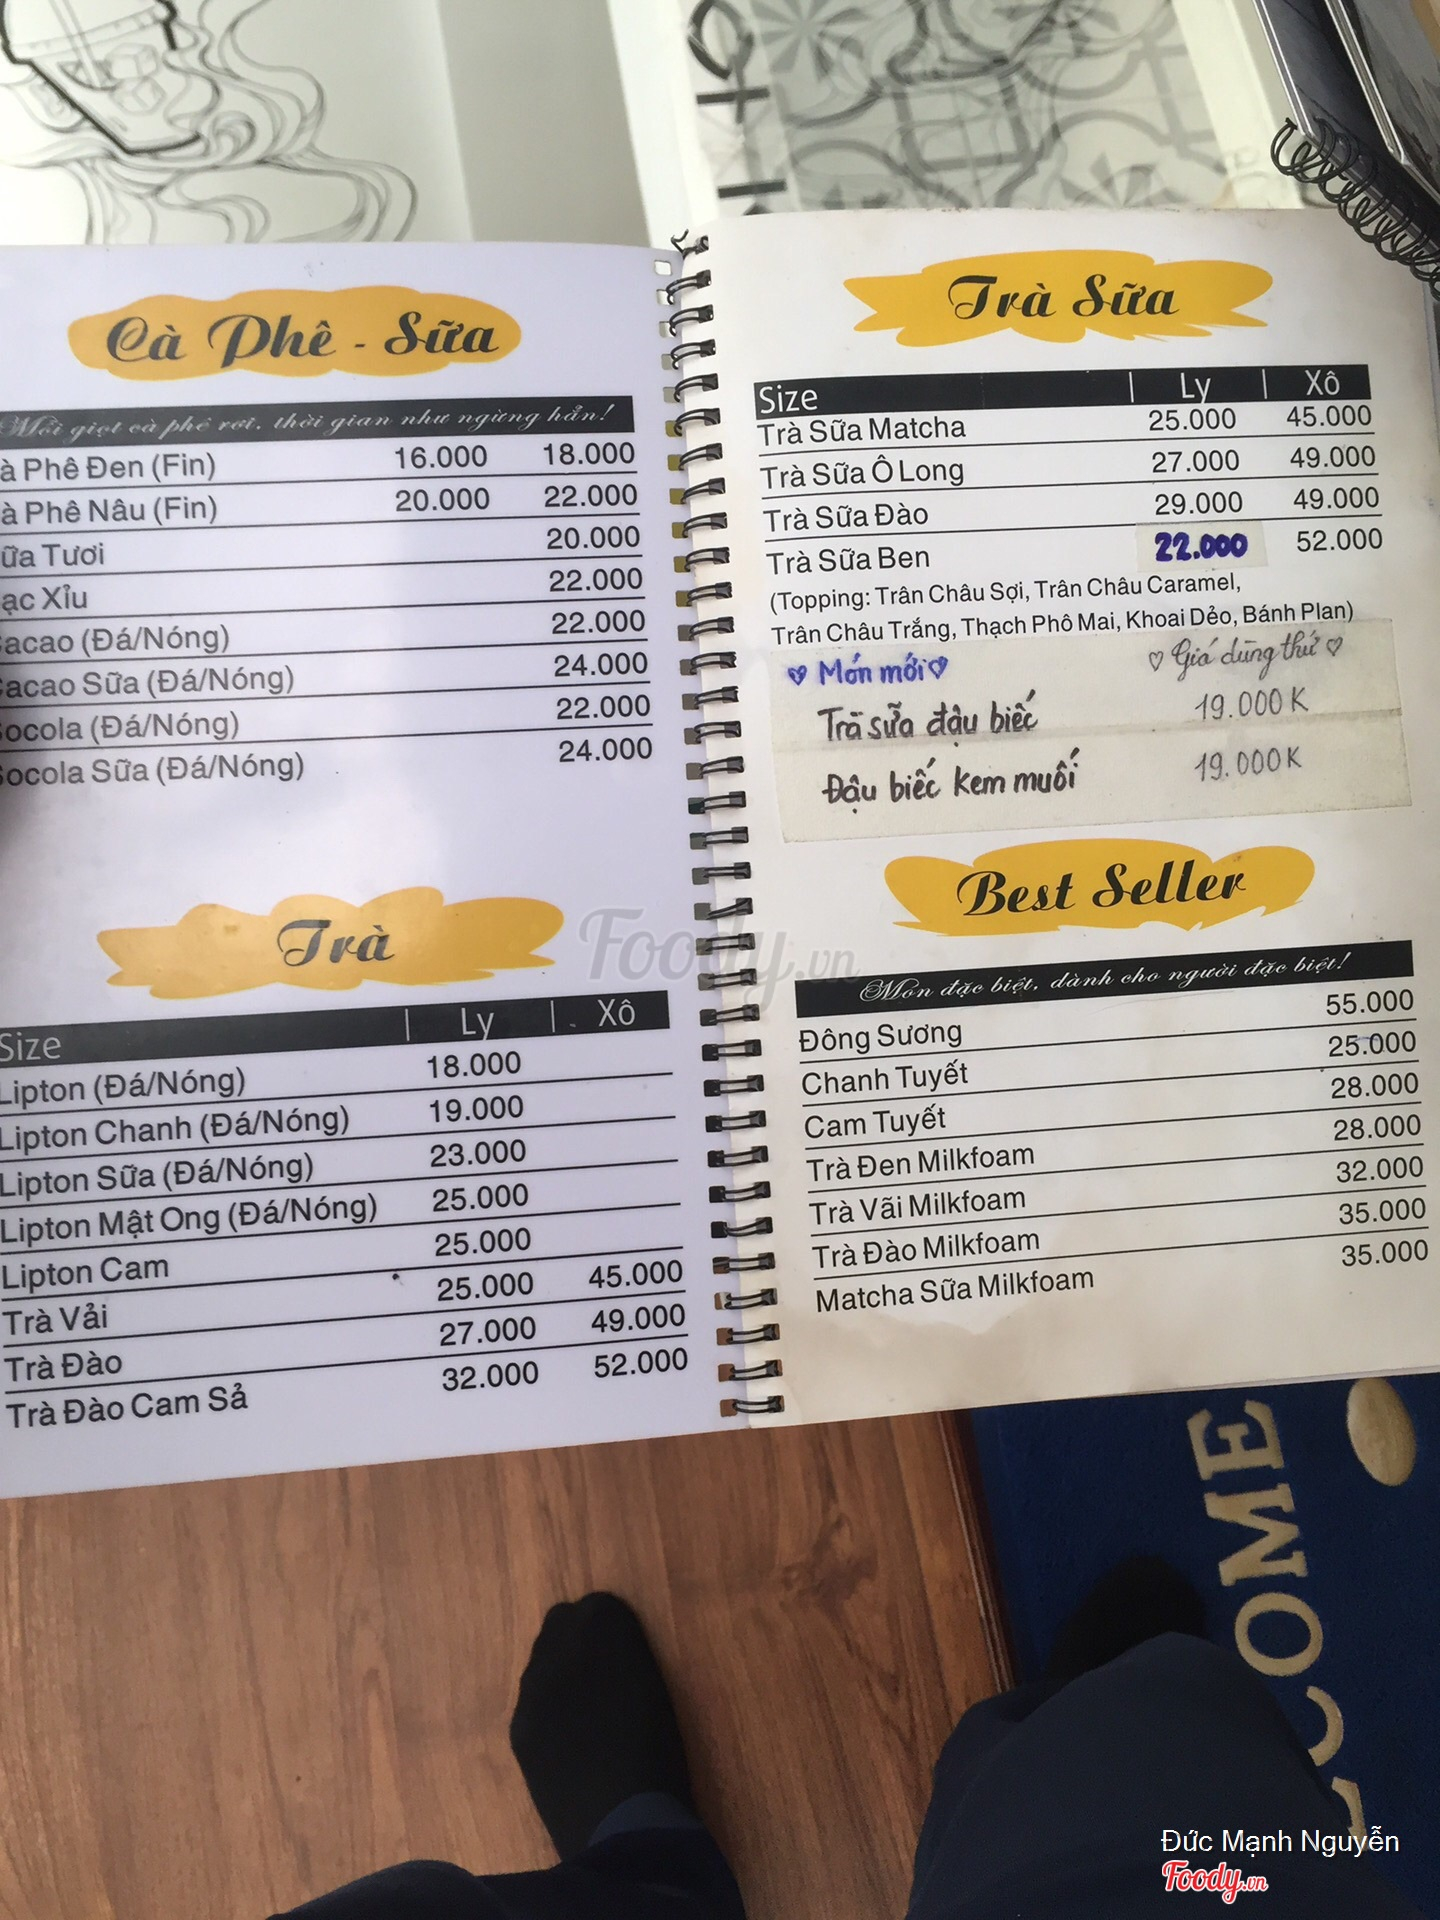 Cà Phê - Sữa
Mỗi giọt cà phê rơi, thời gian như ngừng hẳn!
à Phê Đen (Fin) 16.000 18.000
à Phê Nâu (Fin) 20.000 22.000
ữa Tươi 20.000
ạc Xỉu 22.000
acao (Đá/Nóng) 22.000
acao Sữa (Đá/Nóng) 24.000
ocola (Đá/Nóng) 22.000
ocola Sữa (Đá/Nóng) 24.000
Trà
Size | Ly | Xô
Lipton (Đá/Nóng) 18.000
Lipton Chanh (Đá/Nóng) 19.000
Lipton Sữa (Đá/Nóng) 23.000
Lipton Mật Ong (Đá/Nóng) 25.000
Lipton Cam 25.000
Trà Vải 25.000 45.000
Trà Đào 27.000 49.000
Trà Đào Cam Sả 32.000 52.000
Trà Sữa
Size | Ly | Xô
Trà Sữa Matcha 25.000 45.000
Trà Sữa Ô Long 27.000 49.000
Trà Sữa Đào 29.000 49.000
Trà Sữa Ben 22.000 52.000
(Topping: Trân Châu Sợi, Trân Châu Caramel,
Trân Châu Trắng, Thạch Phô Mai, Khoai Dẻo, Bánh Plan)
♡ Món mới ♡ ♡ Giá dùng thử ♡
Trà sữa đậu biếc 19.000K
Đậu biếc kem muối 19.000K
Best Seller
Món đặc biệt, dành cho người đặc biệt!
Đông Sương 55.000
Chanh Tuyết 25.000
Cam Tuyết 28.000
Trà Đen Milkfoam 28.000
Trà Vãi Milkfoam 32.000
Trà Đào Milkfoam 35.000
Matcha Sữa Milkfoam 35.000
Foody.vn
COME
Đức Mạnh Nguyễn
Foody.vn